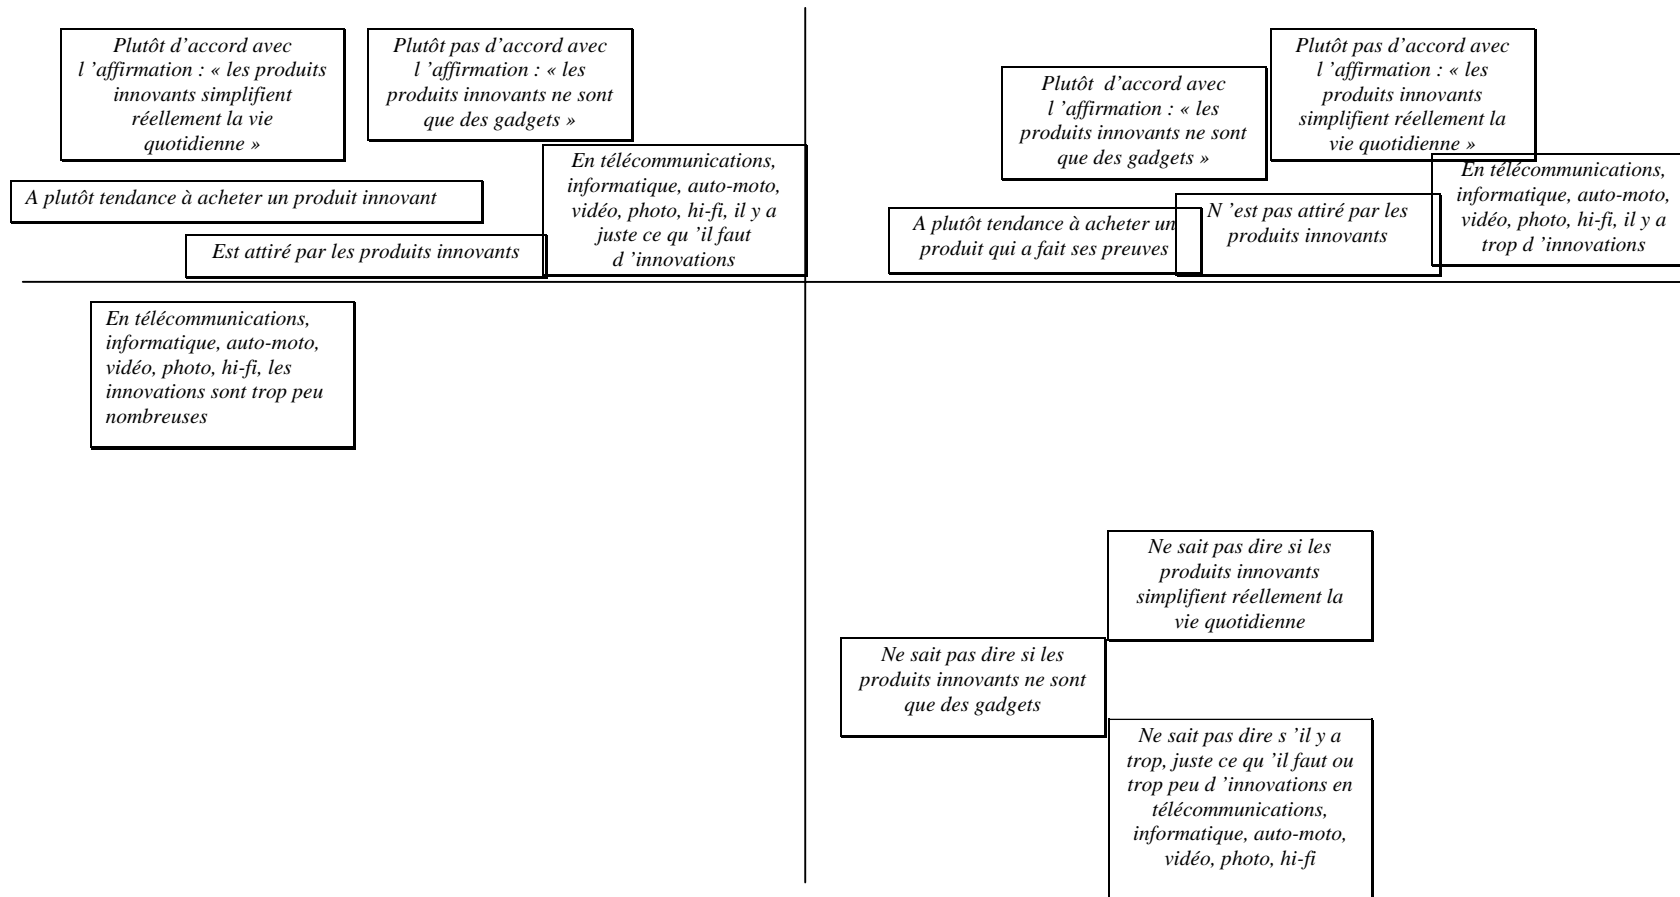 Plutôt d’accord avec
l ’affirmation : « les produits
innovants simplifient
réellement la vie
quotidienne »
Plutôt pas d’accord avec
l ’affirmation : « les
produits innovants ne sont
que des gadgets »
A plutôt tendance à acheter un produit innovant
Est attiré par les produits innovants
En télécommunications,
informatique, auto-moto,
vidéo, photo, hi-fi, il y a
juste ce qu ’il faut
d ’innovations
Plutôt  d’accord avec
l ’affirmation : « les
produits innovants ne sont
que des gadgets »
Plutôt pas d’accord avec
l ’affirmation : « les
produits innovants
simplifient réellement la
vie quotidienne »
A plutôt tendance à acheter un
produit qui a fait ses preuves
N ’est pas attiré par les
produits innovants
En télécommunications,
informatique, auto-moto,
vidéo, photo, hi-fi, il y a
trop d ’innovations
En télécommunications,
informatique, auto-moto,
vidéo, photo, hi-fi, les
innovations sont trop peu
nombreuses
Ne sait pas dire si les
produits innovants
simplifient réellement la
vie quotidienne
Ne sait pas dire si les
produits innovants ne sont
que des gadgets
Ne sait pas dire s ’il y a
trop, juste ce qu ’il faut ou
trop peu d ’innovations en
télécommunications,
informatique, auto-moto,
vidéo, photo, hi-fi